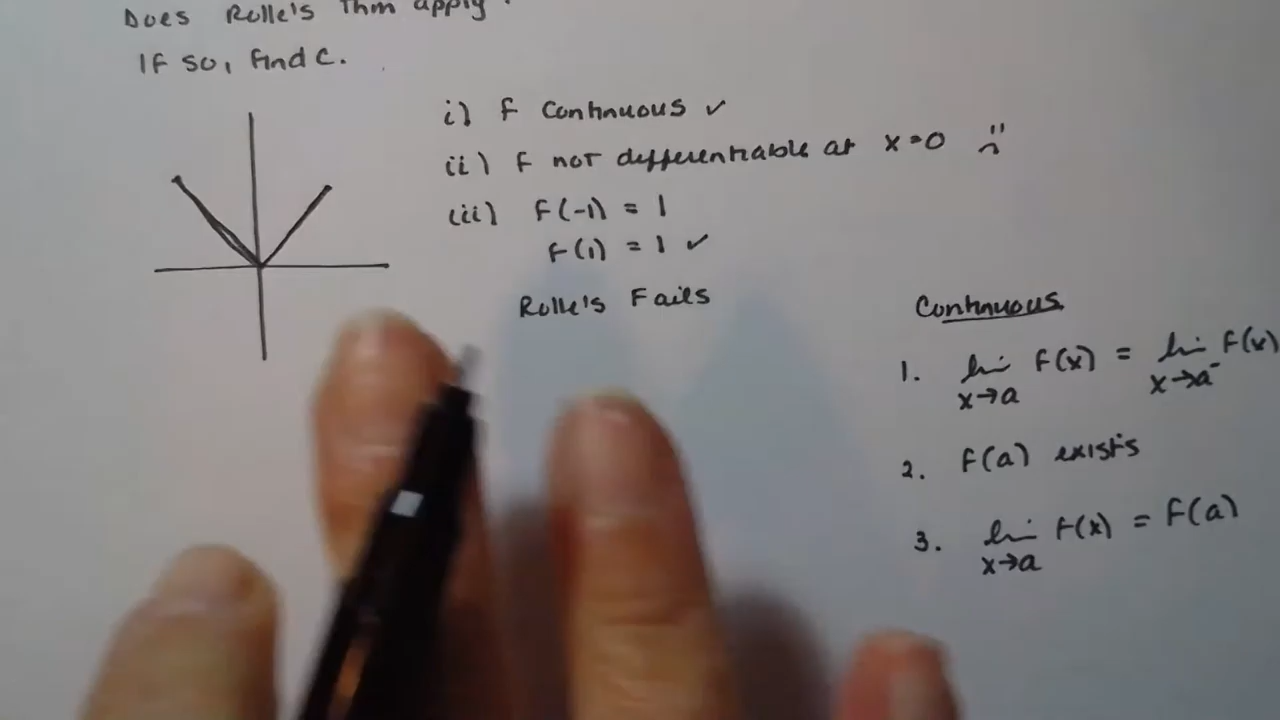 Does Rolle's Thm apply?
If so, find c.
i) f continuous ✓
ii) f not differentiable at x=0 ":(
iii) f(-1) = 1
f(1) = 1 ✓
Rolle's Fails
Continuous
1. lim x→a f(x) = lim x→a⁻ f(x)
2. f(a) exists
3. lim x→a f(x) = f(a)